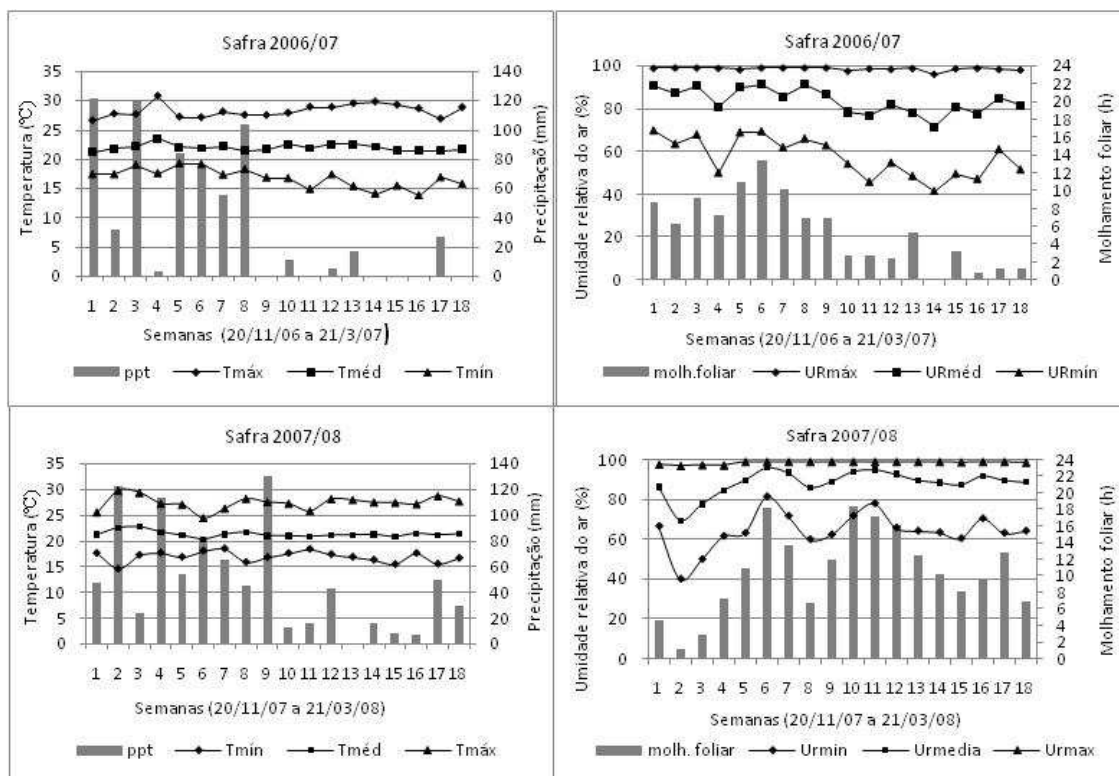 Safra 2006/07
Temperatura (ºC)
35
30
25
20
15
10
5
0
140
120
100
80
60
40
20
0
Precipitação (mm)
1 2 3 4 5 6 7 8 9 10 11 12 13 14 15 16 17 18
Semanas (20/11/06 a 21/3/07)
ppt Tmáx Tméd Tmín
Safra 2006/07
Umidade relativa do ar (%)
100
80
60
40
20
0
24
22
20
18
16
14
12
10
8
6
4
2
0
Molhamento foliar (h)
1 2 3 4 5 6 7 8 9 10 11 12 13 14 15 16 17 18
Semanas (20/11/06 a 21/03/07)
molh.foliar URmáx URméd URmín
Safra 2007/08
Temperatura (ºC)
35
30
25
20
15
10
5
0
140
120
100
80
60
40
20
0
Precipitação (mm)
1 2 3 4 5 6 7 8 9 10 11 12 13 14 15 16 17 18
Semanas (20/11/07 a 21/03/08)
ppt Tmín Tméd Tmáx
Safra 2007/08
Umidade relativa do ar (%)
100
80
60
40
20
0
24
22
20
18
16
14
12
10
8
6
4
2
0
Molhamento foliar (h)
1 2 3 4 5 6 7 8 9 10 11 12 13 14 15 16 17 18
Semanas (20/11/07 a 21/03/08)
molh. foliar Urmín Urmedia Urmax